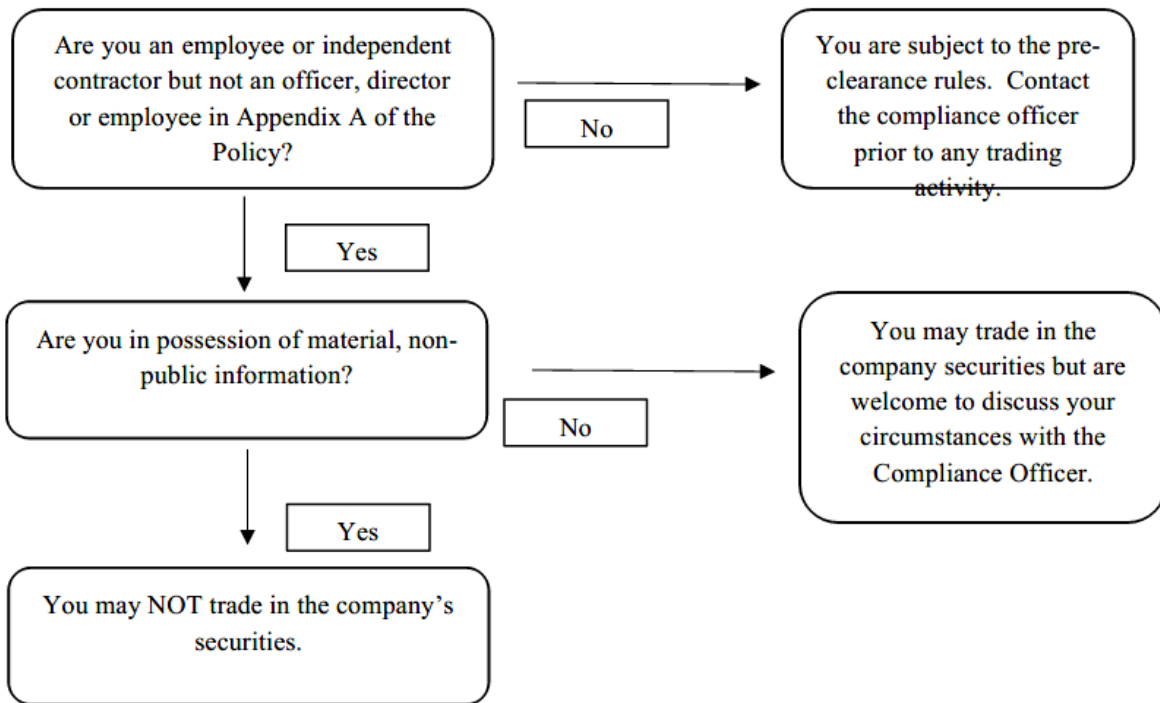 Are you an employee or independent
contractor but not an officer, director
or employee in Appendix A of the
Policy?
No
You are subject to the pre-
clearance rules.  Contact
the compliance officer
prior to any trading
activity.
Yes
Are you in possession of material, non-
public information?
No
You may trade in the
company securities but are
welcome to discuss your
circumstances with the
Compliance Officer.
Yes
You may NOT trade in the company’s
securities.